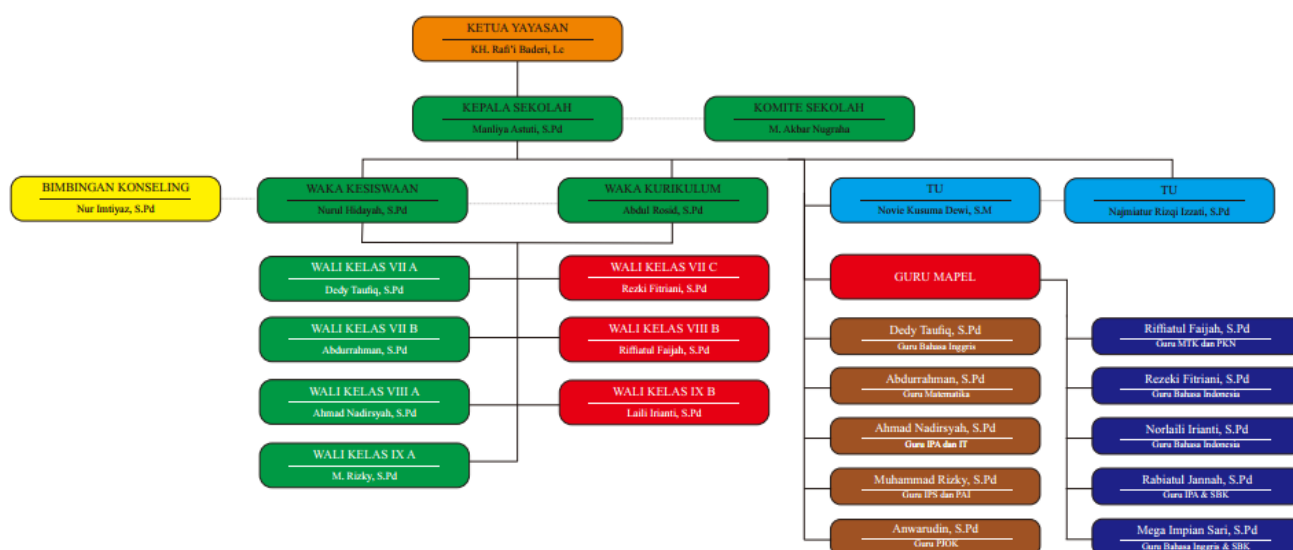 KETUA YAYASAN
KH. Rafi'i Baderi, Lc
KEPALA SEKOLAH
Manliya Astuti, S.Pd
KOMITE SEKOLAH
M. Akbar Nugraha
BIMBINGAN KONSELING
Nur Imtiyaz, S.Pd
WAKA KESISWAAN
Nurul Hidayah, S.Pd
WAKA KURIKULUM
Abdul Rosid, S.Pd
TU
Novie Kusuma Dewi, S.M
TU
Najmiatur Rizqi Izzati, S.Pd
WALI KELAS VII A
Dedy Taufiq, S.Pd
WALI KELAS VII C
Rezki Fitriani, S.Pd
WALI KELAS VII B
Abdurrahman, S.Pd
WALI KELAS VIII B
Riffiatul Faijah, S.Pd
WALI KELAS VIII A
Ahmad Nadirsyah, S.Pd
WALI KELAS IX B
Laili Irianti, S.Pd
WALI KELAS IX A
M. Rizky, S.Pd
GURU MAPEL
Dedy Taufiq, S.Pd
Guru Bahasa Inggris
Abdurrahman, S.Pd
Guru Matematika
Ahmad Nadirsyah, S.Pd
Guru IPA dan IT
Muhammad Rizky, S.Pd
Guru IPS dan PAI
Anwarudin, S.Pd
Guru PJOK
Riffiatul Faijah, S.Pd
Guru MTK dan PKN
Rezeki Fitriani, S.Pd
Guru Bahasa Indonesia
Norlaili Irianti, S.Pd
Guru Bahasa Indonesia
Rabiatul Jannah, S.Pd
Guru IPA & SBK
Mega Impian Sari, S.Pd
Guru Bahasa Inggris & SBK